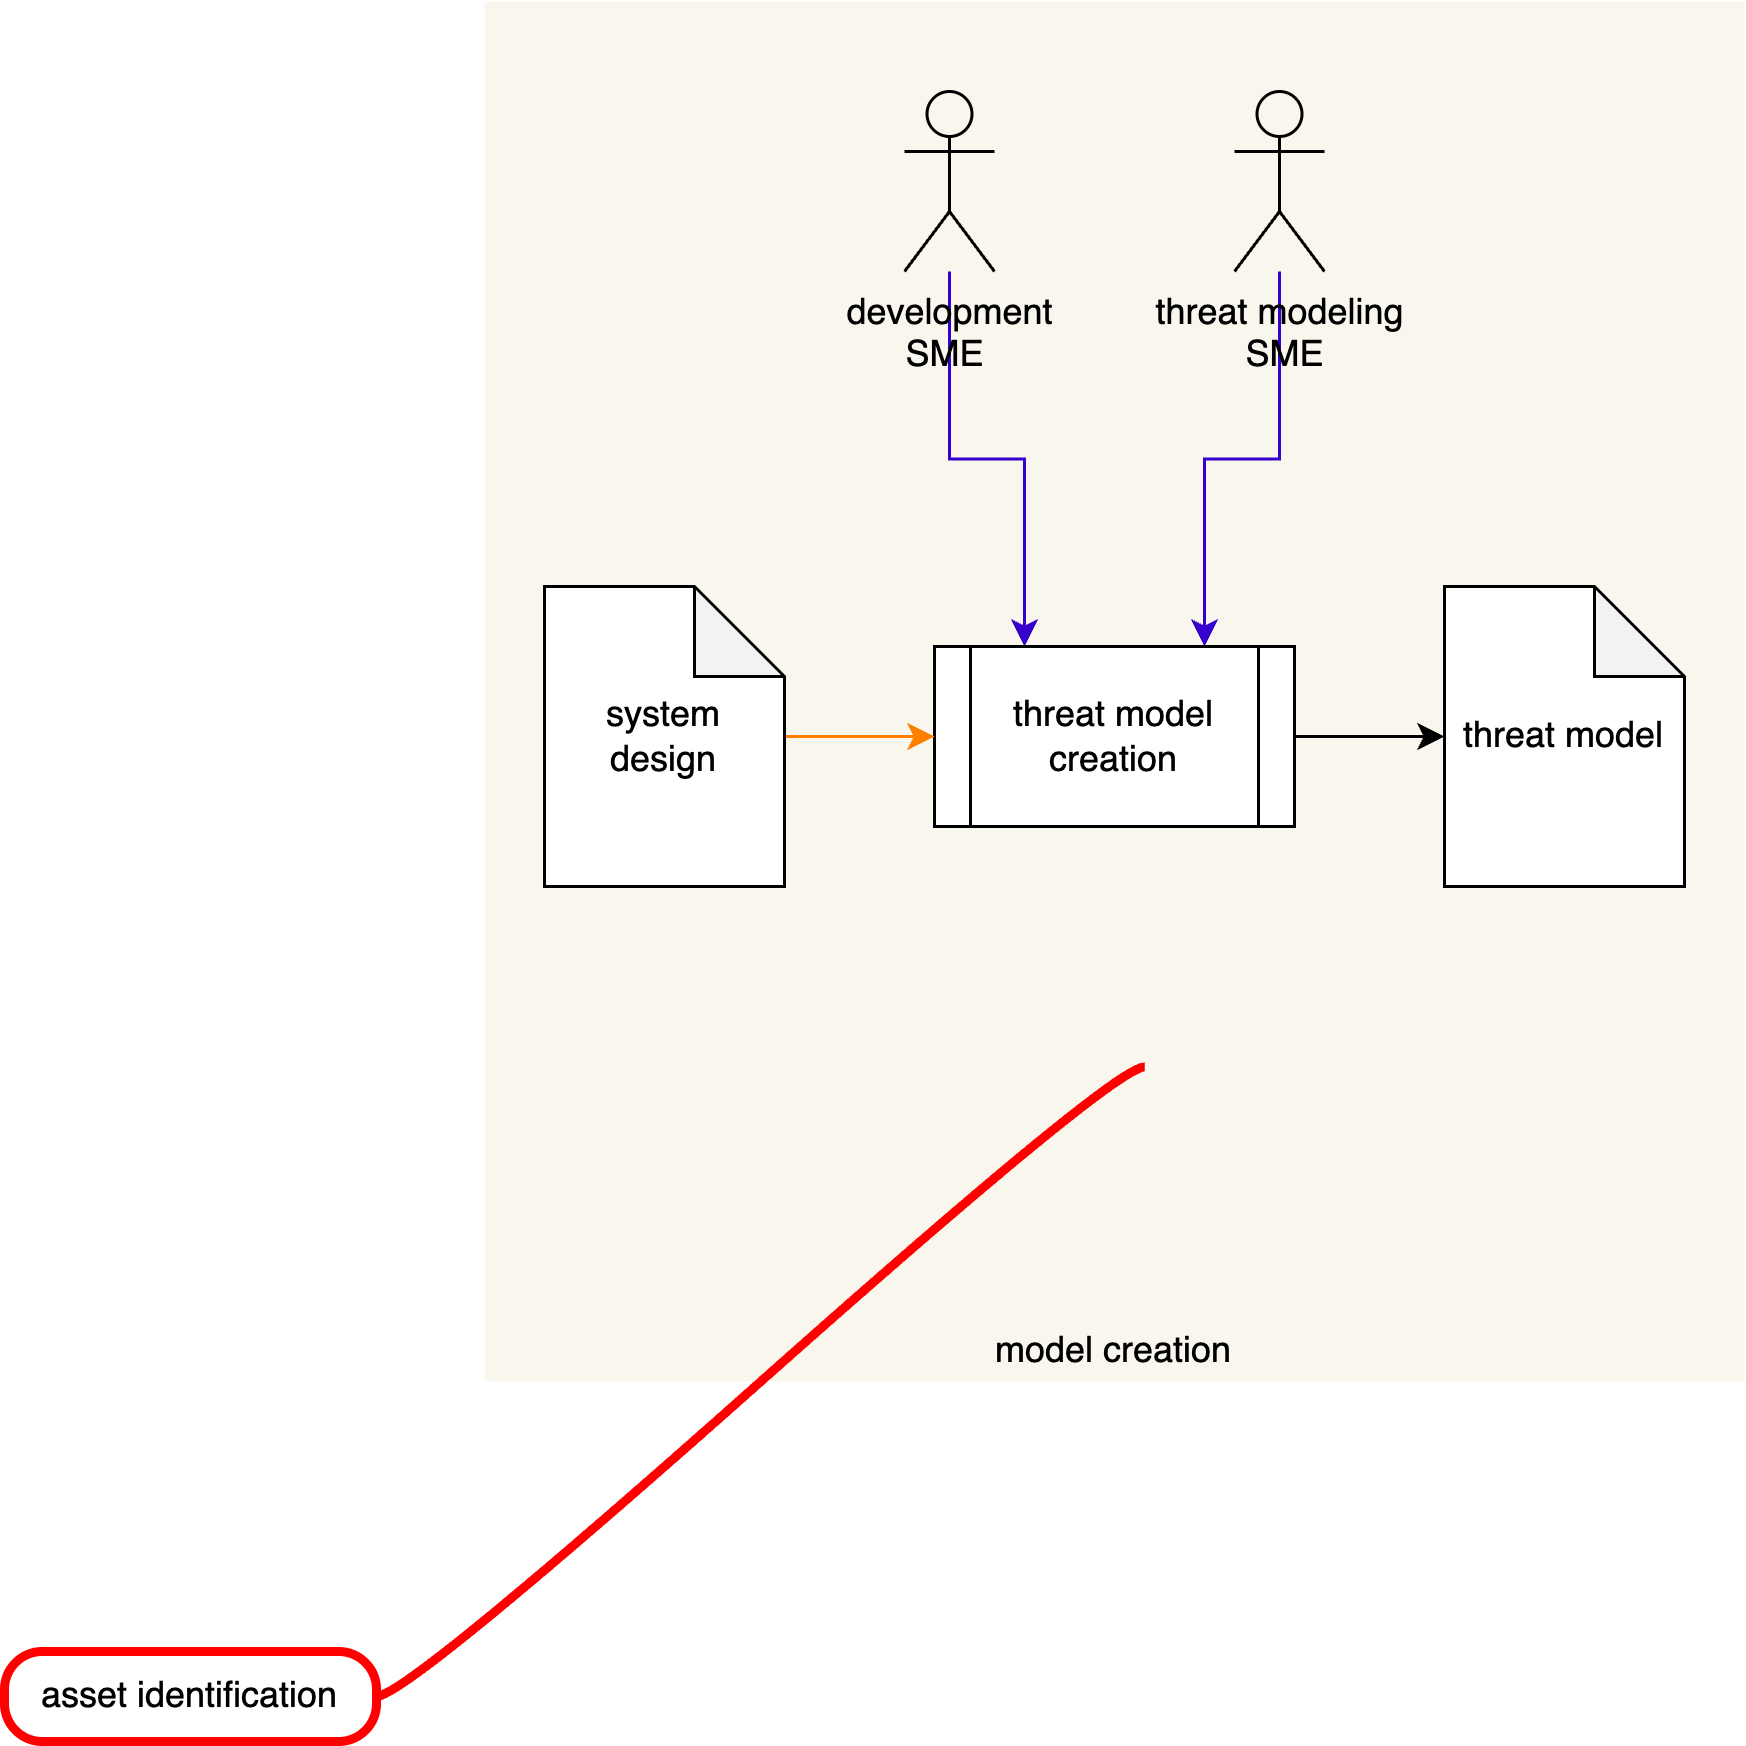 development
SME
threat modeling
SME
system
design
threat model
creation
threat model
model creation
asset identification